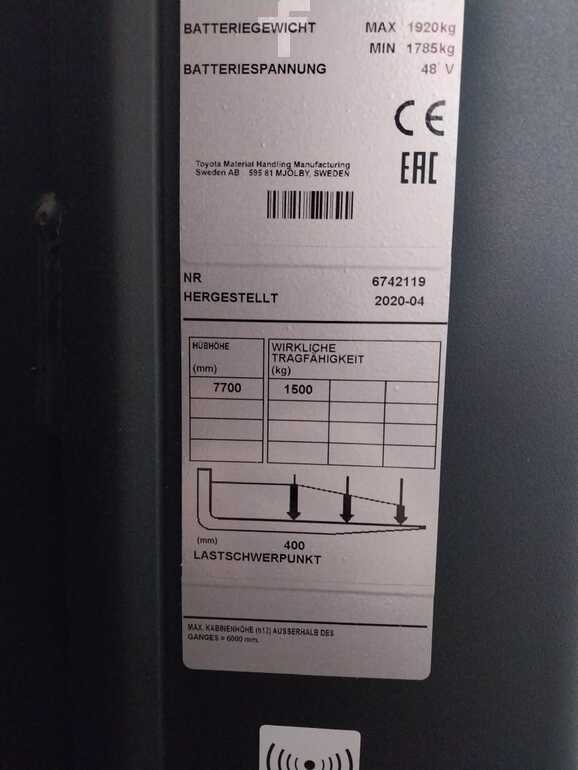 BATTERIEGEWICHT MAX 1920kg
MIN 1785kg
BATTERIESPANNUNG 48 V
CE
Toyota Material Handling Manufacturing
Sweden AB 595 81 MJÖLBY, SWEDEN
EAC
NR 6742119
HERGESTELLT 2020-04
HUBHÖHE WIRKLICHE
TRAGFÄHIGKEIT
(mm) (kg)
7700 1500
(mm) 400
LASTSCHWERPUNKT
MAX. KABINENHÖHE (h12) AUSSERHALB DES
GANGES = 6000 mm.